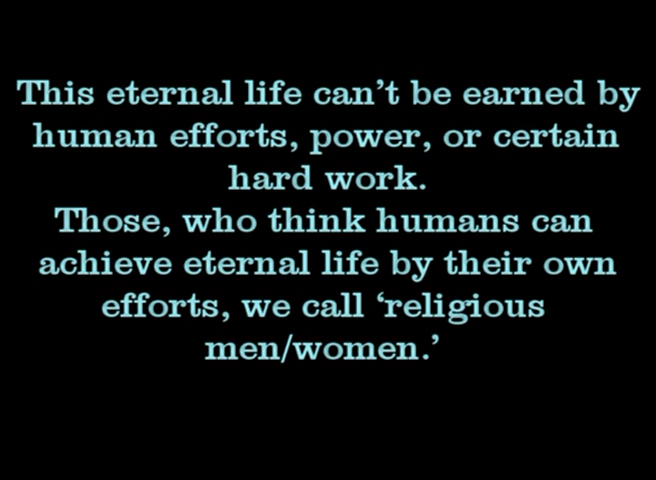 This eternal life can’t be earned by
human efforts, power, or certain
hard work.
Those, who think humans can
achieve eternal life by their own
efforts, we call ‘religious
men/women.’